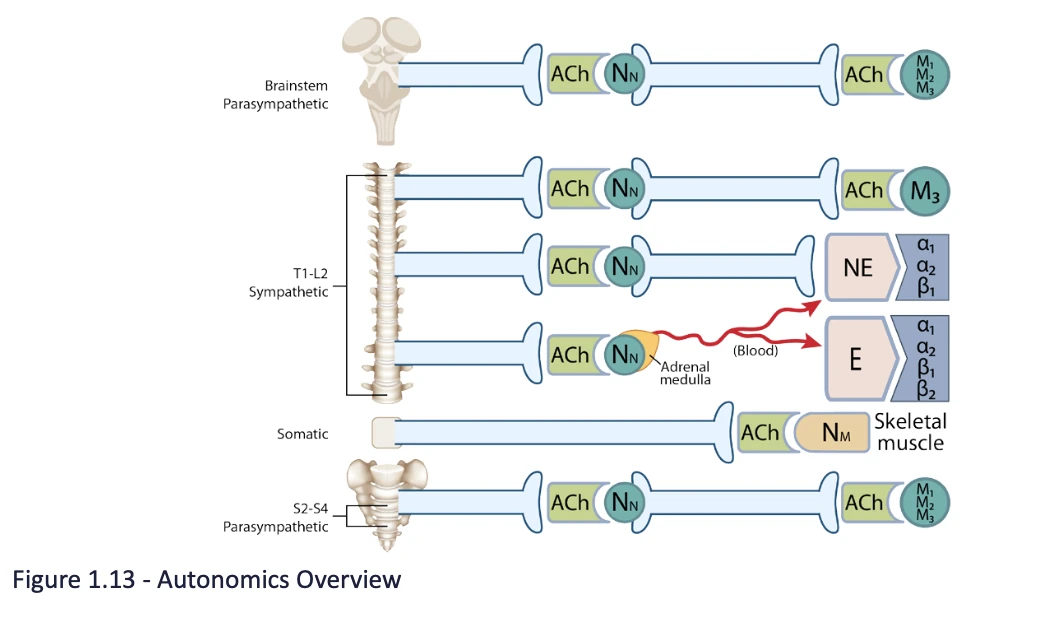 Brainstem
Parasympathetic
ACh NN ACh M1
M2
M3
T1-L2
Sympathetic
ACh NN ACh M3
ACh NN NE α1
α2
β1
ACh NN
Adrenal
medulla
(Blood)
E α1
α2
β1
β2
Somatic
ACh NM Skeletal
muscle
S2-S4
Parasympathetic
ACh NN ACh M1
M2
M3
Figure 1.13 - Autonomics Overview